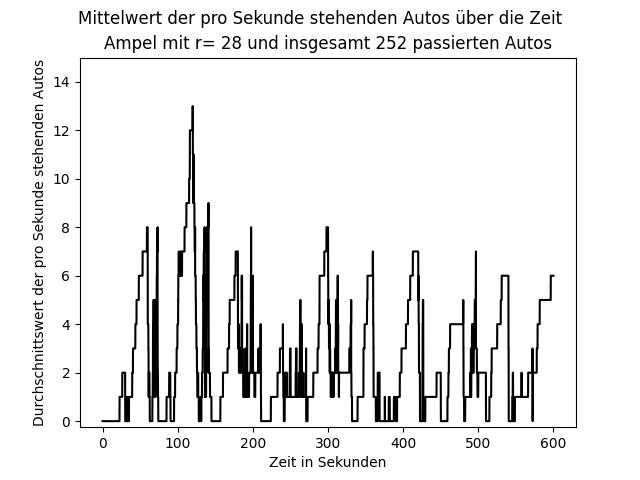 Mittelwert der pro Sekunde stehenden Autos über die Zeit
Ampel mit r= 28 und insgesamt 252 passierten Autos
Durchschnittswert der pro Sekunde stehenden Autos
14
12
10
8
6
4
2
0
0 100 200 300 400 500 600
Zeit in Sekunden